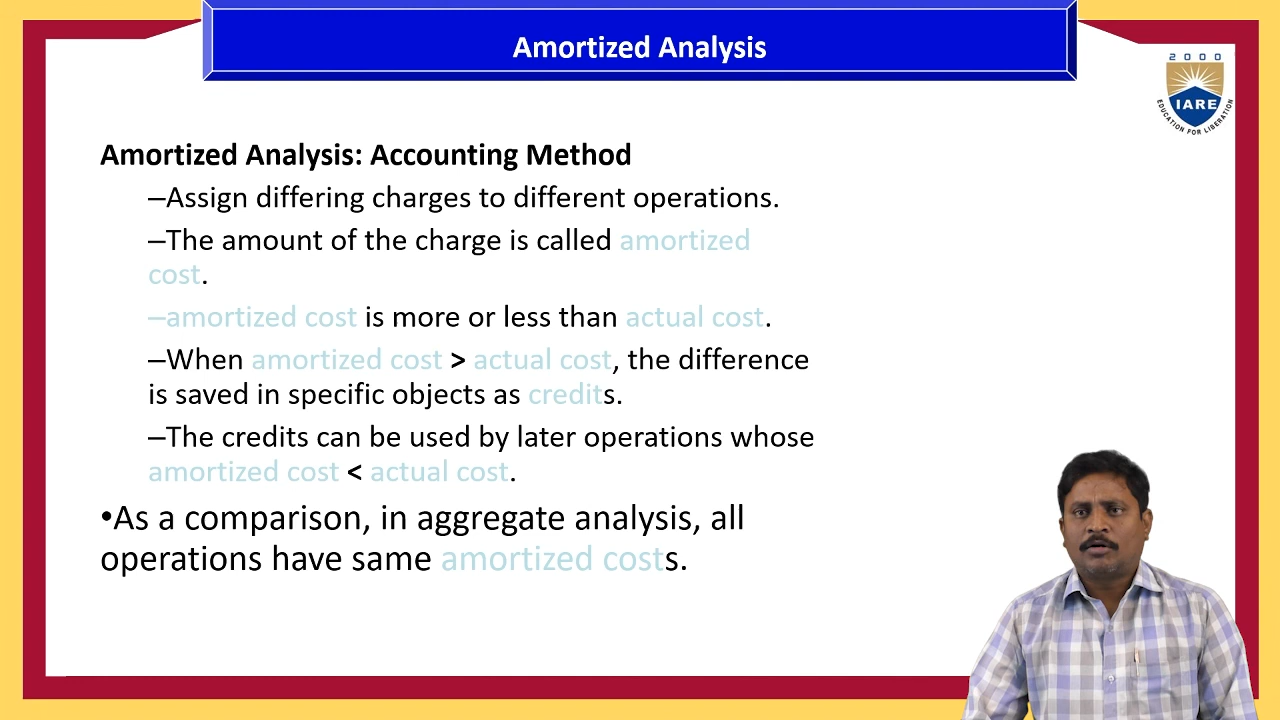 Amortized Analysis
2000
IARE
EDUCATION FOR LIBERATION
Amortized Analysis: Accounting Method
–Assign differing charges to different operations.
–The amount of the charge is called amortized
cost.
–amortized cost is more or less than actual cost.
–When amortized cost > actual cost, the difference
is saved in specific objects as credits.
–The credits can be used by later operations whose
amortized cost < actual cost.
•As a comparison, in aggregate analysis, all
operations have same amortized costs.